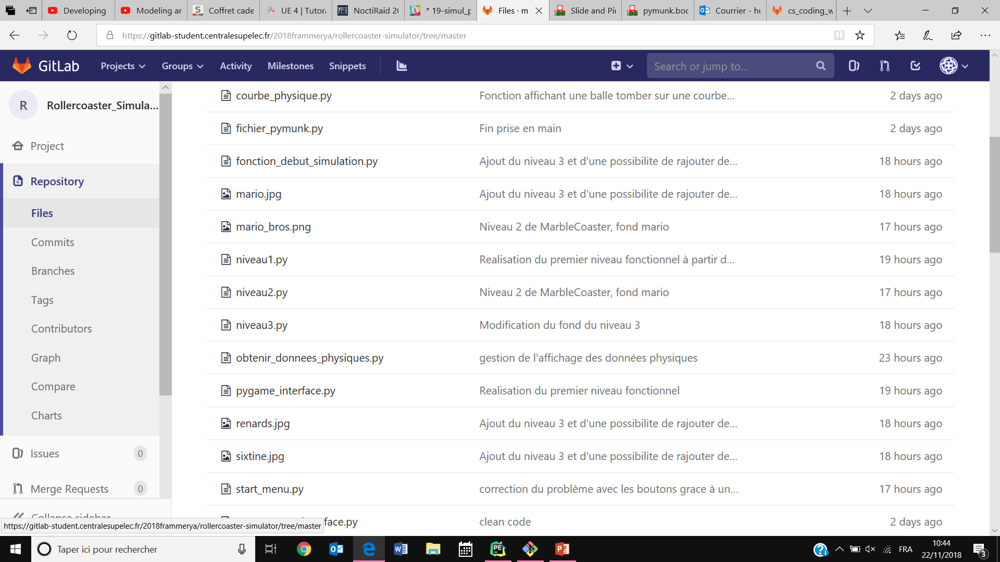 Developing
Modeling ar
Coffret cade
UE 4 | Tutora
NoctiRaid 20
* 19-simul_p
Files · m
Slide and Pi
pymunk.boc
Courrier - hu
cs_coding_w
https://gitlab-student.centralesupelec.fr/2018frammerya/rollercoaster-simulator/tree/master
GitLab
Projects
Groups
Activity
Milestones
Snippets
Search or jump to...
R
Rollercoaster_Simula...
Project
Repository
Files
Commits
Branches
Tags
Contributors
Graph
Compare
Charts
Issues 0
Merge Requests 0
Collapse sidebar
courbe_physique.py Fonction affichant une balle tomber sur une courbe... 2 days ago
fichier_pymunk.py Fin prise en main 2 days ago
fonction_debut_simulation.py Ajout du niveau 3 et d'une possibilite de rajouter de... 18 hours ago
mario.jpg Ajout du niveau 3 et d'une possibilite de rajouter de... 18 hours ago
mario_bros.png Niveau 2 de MarbleCoaster, fond mario 17 hours ago
niveau1.py Realisation du premier niveau fonctionnel à partir d... 19 hours ago
niveau2.py Niveau 2 de MarbleCoaster, fond mario 17 hours ago
niveau3.py Modification du fond du niveau 3 18 hours ago
obtenir_donnees_physiques.py gestion de l'affichage des données physiques 23 hours ago
pygame_interface.py Realisation du premier niveau fonctionnel 19 hours ago
renards.jpg Ajout du niveau 3 et d'une possibilite de rajouter de... 18 hours ago
sixtine.jpg Ajout du niveau 3 et d'une possibilite de rajouter de... 18 hours ago
start_menu.py correction du problème avec les boutons grace à un... 17 hours ago
face.py clean code 2 days ago
https://gitlab-student.centralesupelec.fr/2018frammerya/rollercoaster-simulator/tree/master
Taper ici pour rechercher
FRA
10:44
22/11/2018
3